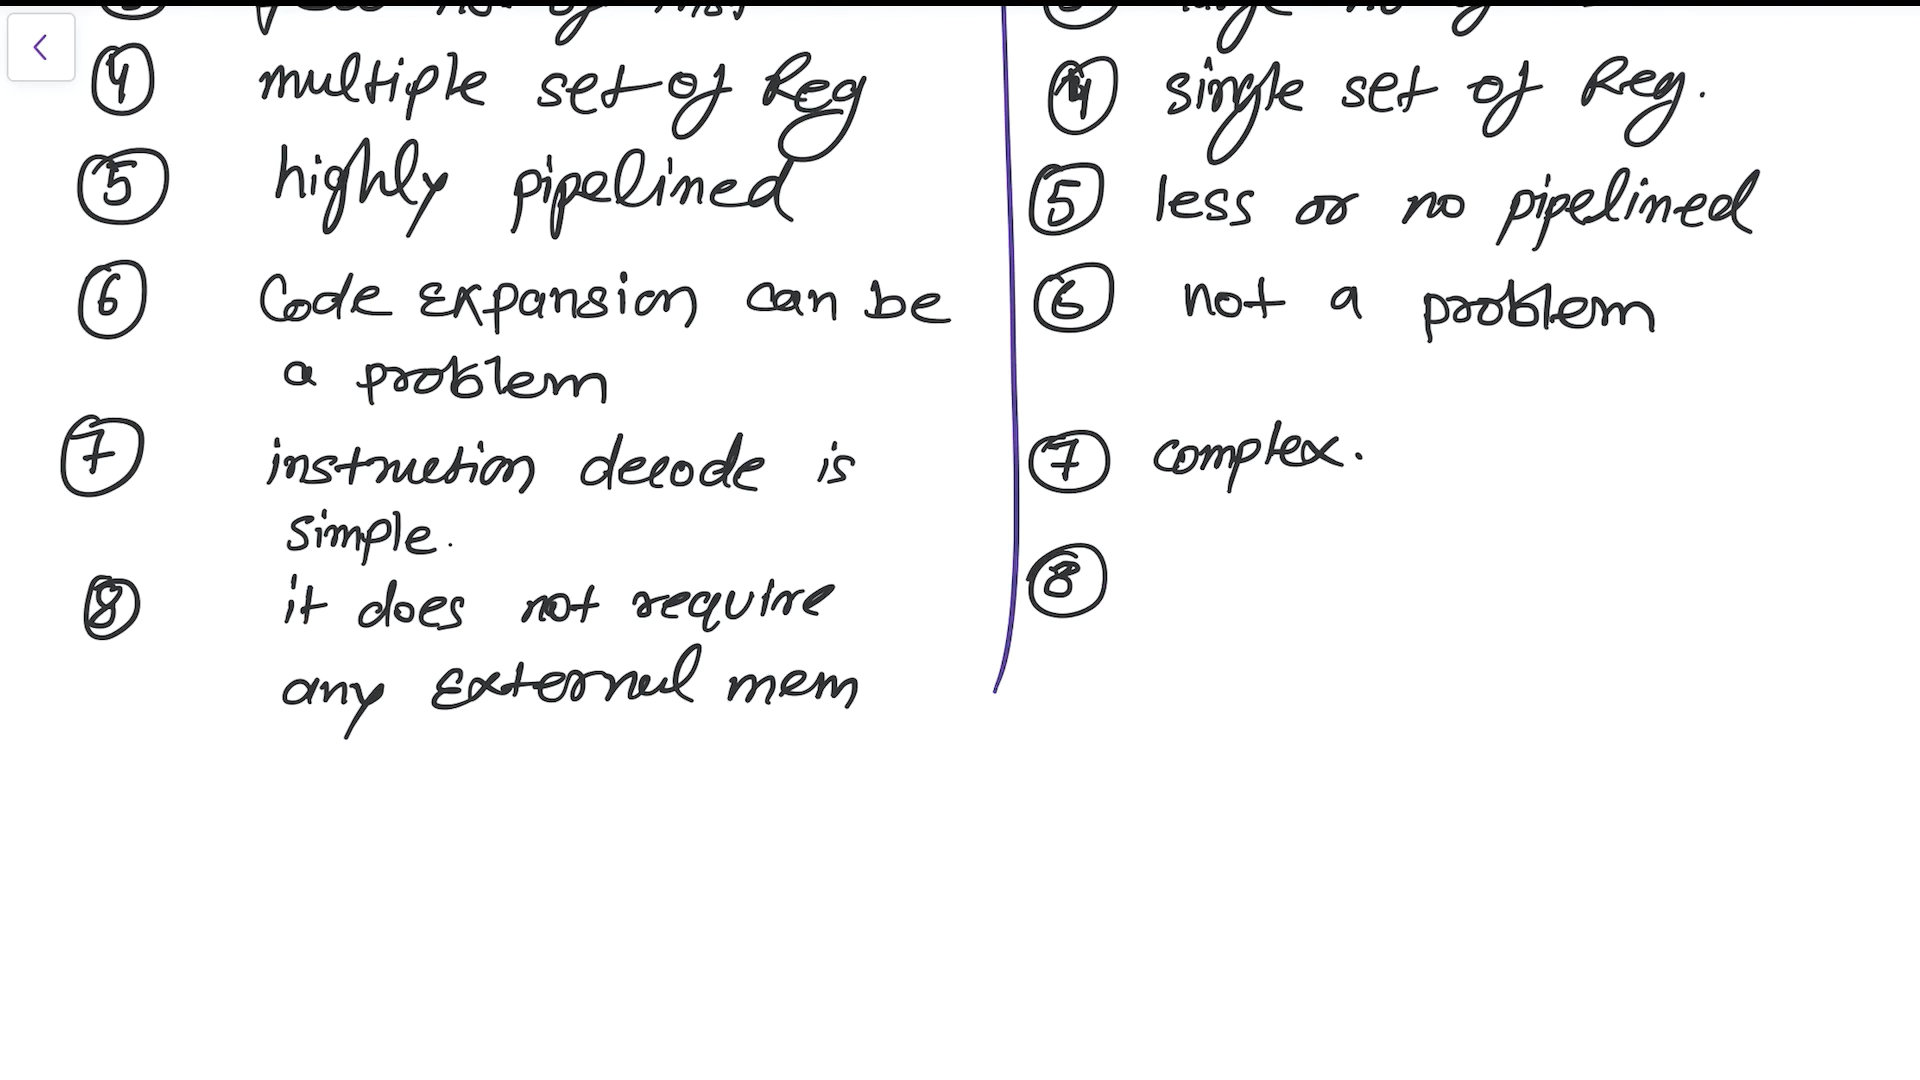 ④ multiple set of Reg
⑤ highly pipelined
⑥ Code Expansion can be
a problem
⑦ instruction decode is
simple.
⑧ it does not require
any External mem
④ single set of Reg.
⑤ less or no pipelined
⑥ not a problem
⑦ complex.
⑧